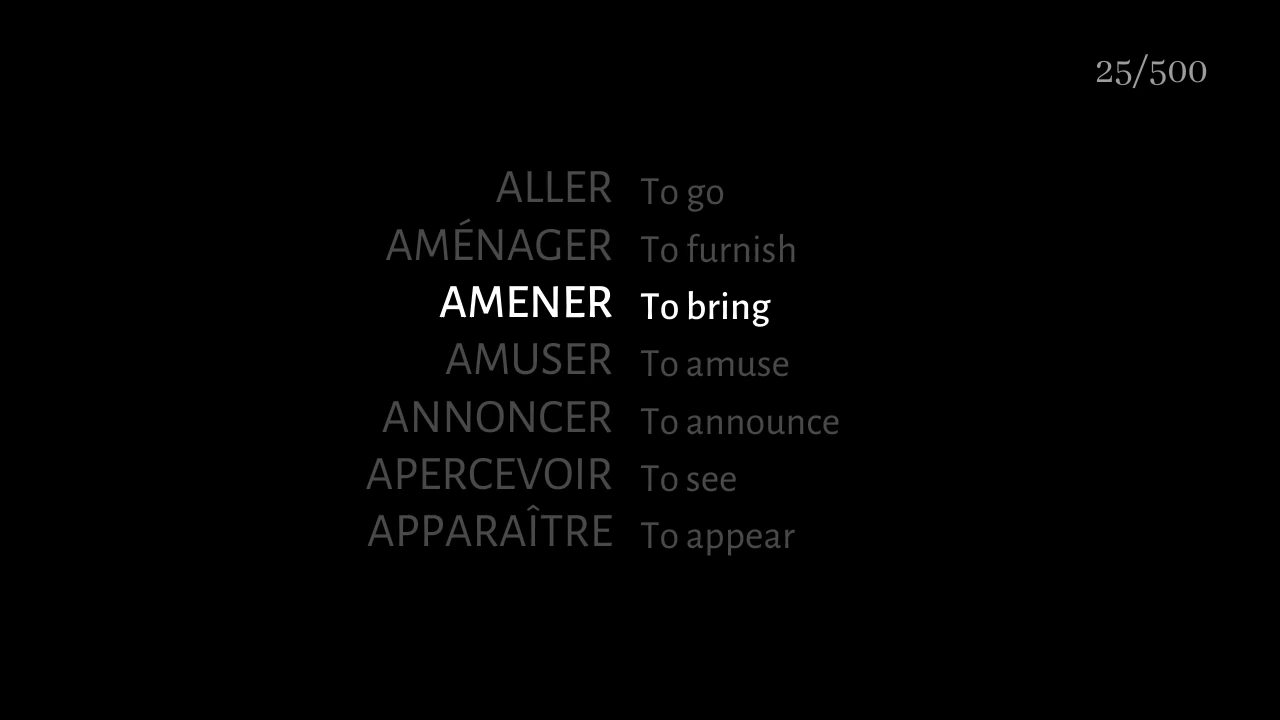 25/500
ALLER To go
AMÉNAGER To furnish
AMENER To bring
AMUSER To amuse
ANNONCER To announce
APERCEVOIR To see
APPARAÎTRE To appear